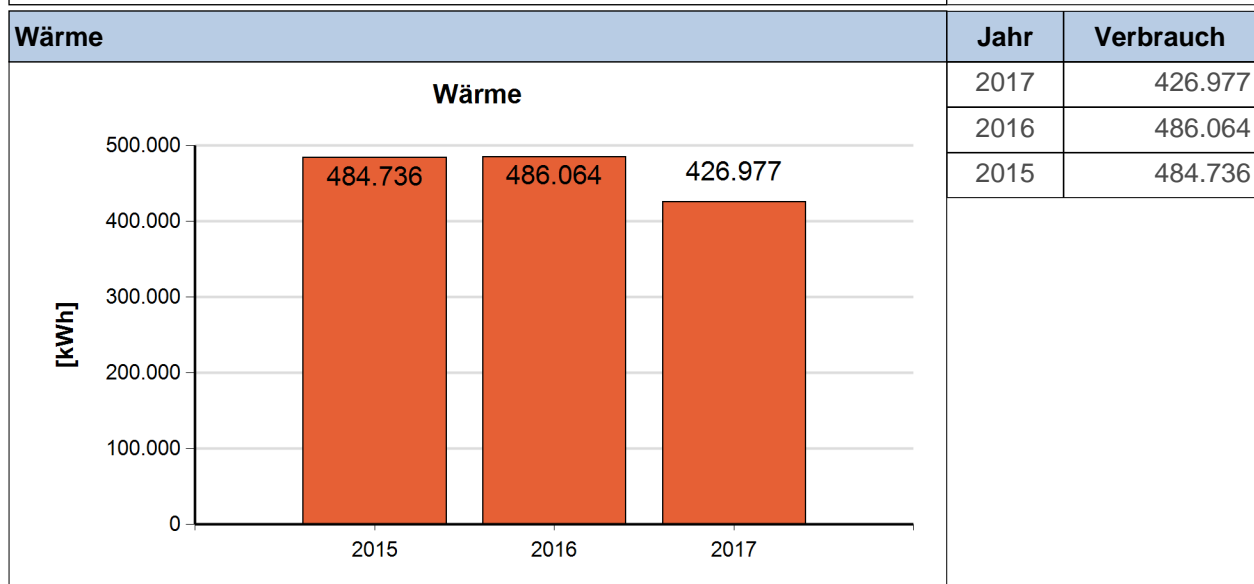 Wärme
Jahr Verbrauch
2017 426.977
2016 486.064
2015 484.736
Wärme
500.000
400.000
300.000
200.000
100.000
0
[kWh]
484.736 486.064 426.977
2015 2016 2017